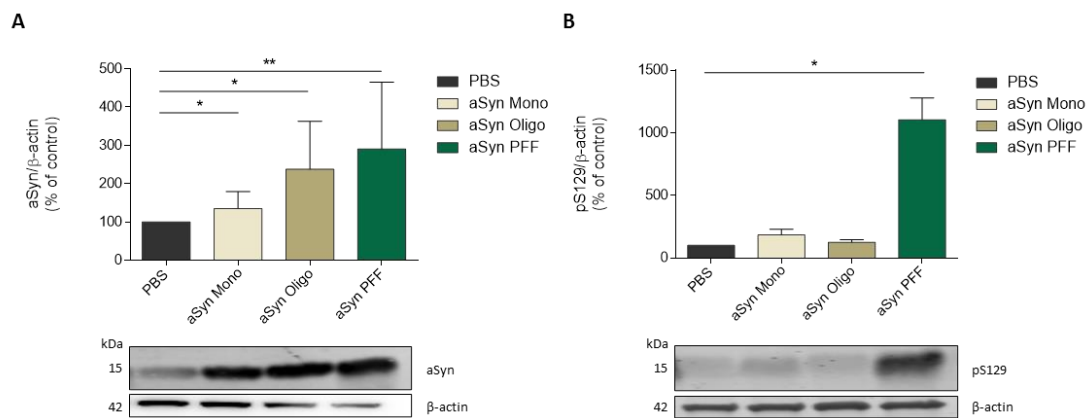 A
aSyn/β-actin
(% of control)
500
400
300
200
100
0
**
*
*
PBS
aSyn Mono
aSyn Oligo
aSyn PFF
PBS
aSyn Mono
aSyn Oligo
aSyn PFF
kDa
15
aSyn
42
β-actin
B
pS129/β-actin
(% of control)
1500
1000
500
0
*
PBS
aSyn Mono
aSyn Oligo
aSyn PFF
PBS
aSyn Mono
aSyn Oligo
aSyn PFF
kDa
15
pS129
42
β-actin